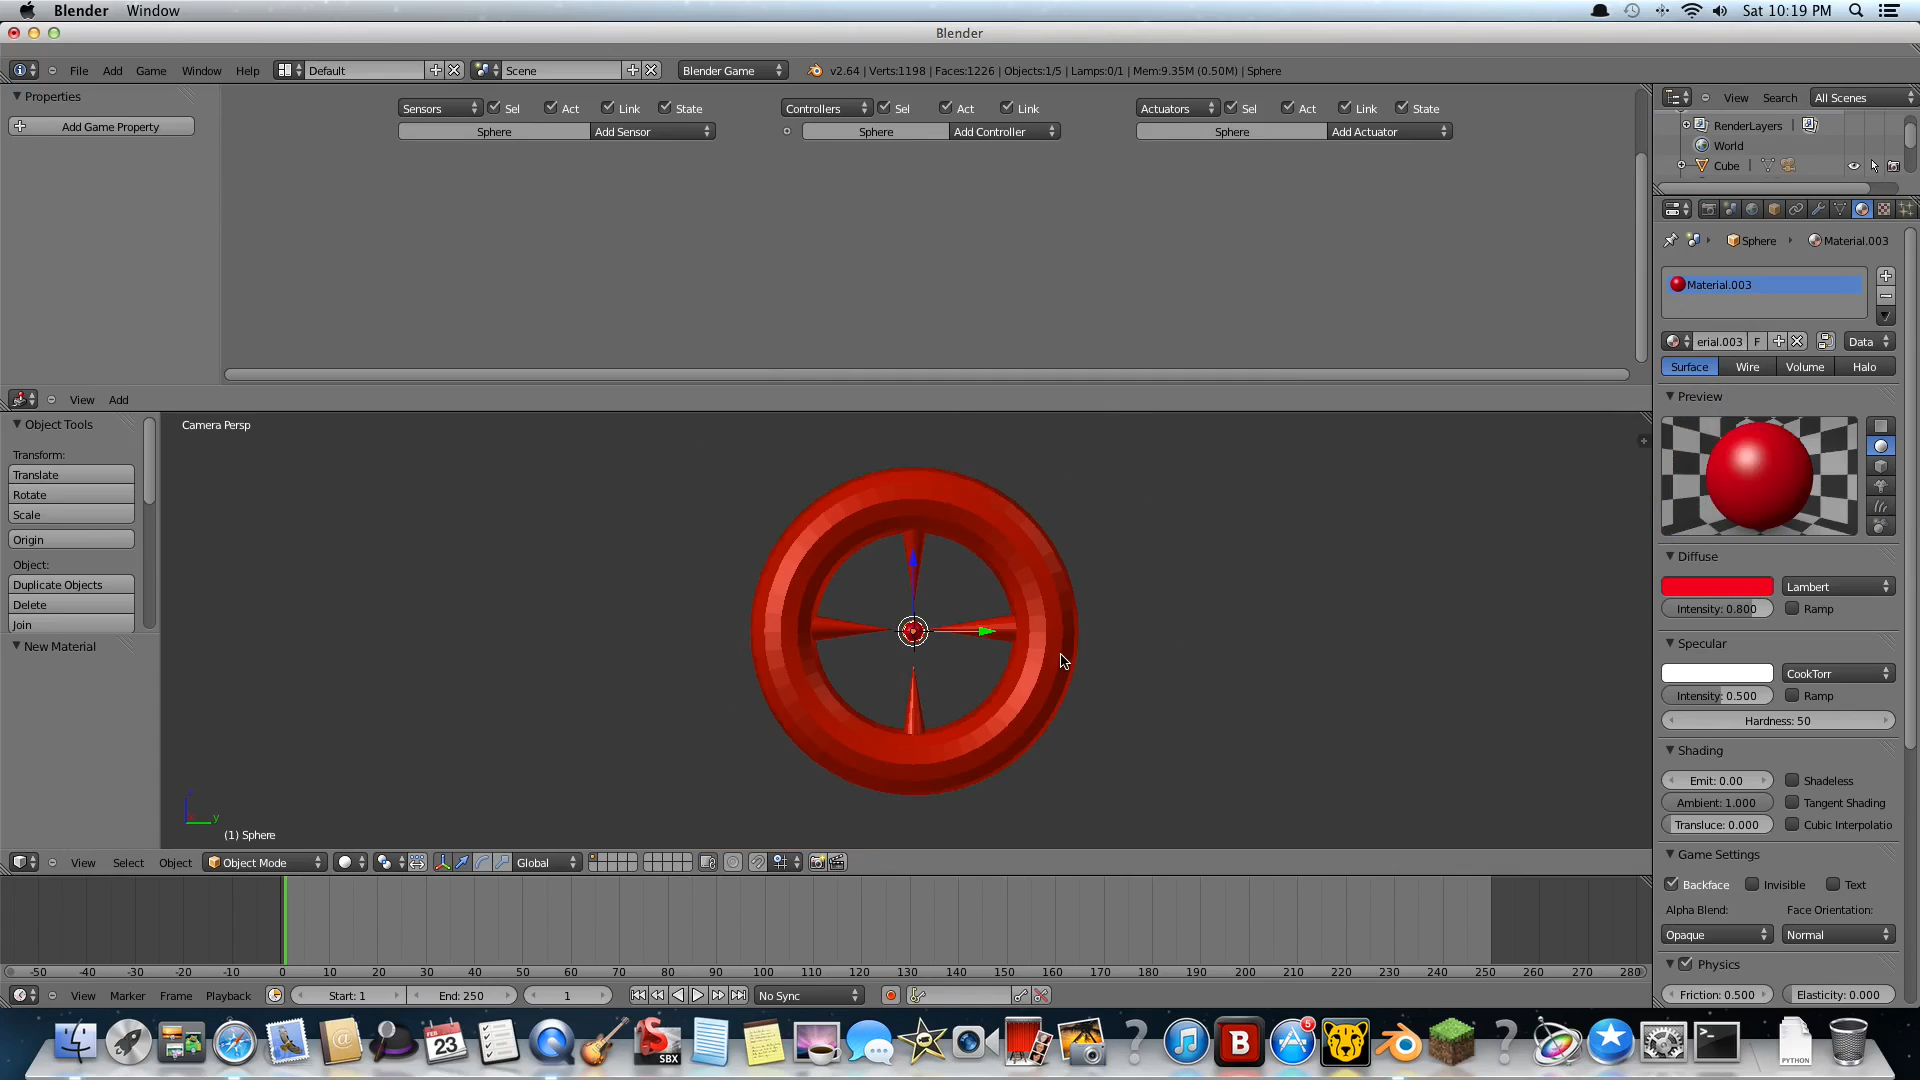 Blender Window Sat 10:19 PM
Blender
File Add Game Window Help Default Scene Blender Game v2.64 | Verts:1198 | Faces:1226 | Objects:1/5 | Lamps:0/1 | Mem:9.35M (0.50M) | Sphere
Properties
Add Game Property
Sensors Sel Act Link State Controllers Sel Act Link Actuators Sel Act Link State
Sphere Add Sensor Sphere Add Controller Sphere Add Actuator
View Search All Scenes
RenderLayers |
World
Cube |
Sphere Material.003
Material.003
erial.003 F Data
Surface Wire Volume Halo
Preview
Diffuse
Lambert
Intensity: 0.800 Ramp
Specular
CookTorr
Intensity: 0.500 Ramp
Hardness: 50
Shading
Emit: 0.00 Shadeless
Ambient: 1.000 Tangent Shading
Transluce: 0.000 Cubic Interpolatio
Game Settings
Backface Invisible Text
Alpha Blend: Face Orientation:
Opaque Normal
Physics
Friction: 0.500 Elasticity: 0.000
View Add
Object Tools
Transform:
Translate
Rotate
Scale
Origin
Object:
Duplicate Objects
Delete
Join
New Material
Camera Persp
y
(1) Sphere
View Select Object Object Mode Global
-50 -40 -30 -20 -10 0 10 20 30 40 50 60 70 80 90 100 110 120 130 140 150 160 170 180 190 200 210 220 230 240 250 260 270 280
View Marker Frame Playback Start: 1 End: 250 1 No Sync
FEB 23 SBX B 5 PYTHON